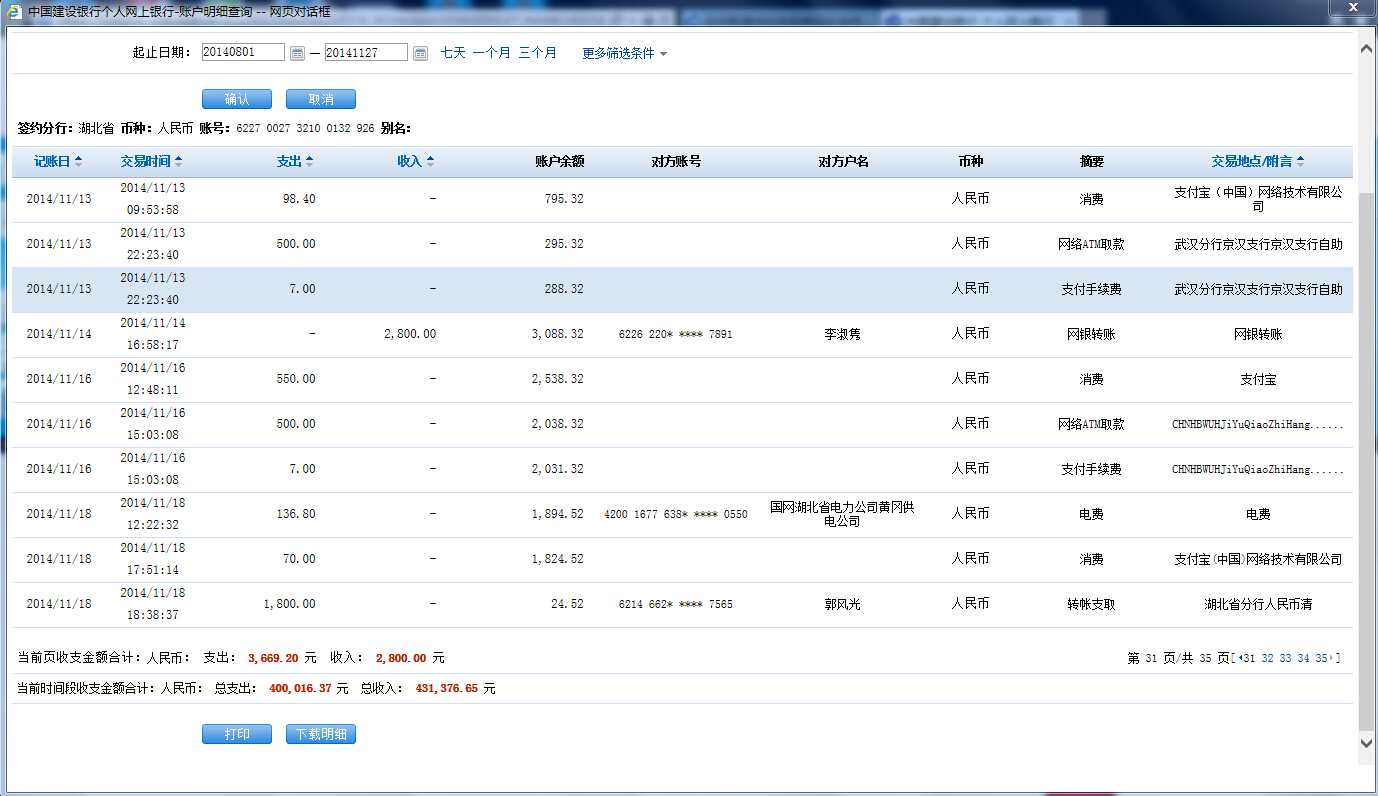 中国建设银行个人网上银行-账户明细查询 -- 网页对话框
起止日期： 20140801 — 20141127 七天 一个月 三个月 更多筛选条件
确认 取消
签约分行：湖北省 币种：人民币 账号：6227 0027 3210 0132 926 别名：
记账日 交易时间 支出 收入 账户余额 对方账号 对方户名 币种 摘要 交易地点/附言
2014/11/13 2014/11/13 09:53:58 98.40 - 795.32 人民币 消费 支付宝（中国）网络技术有限公司
2014/11/13 2014/11/13 22:23:40 500.00 - 295.32 人民币 网络ATM取款 武汉分行京汉支行京汉支行自助
2014/11/13 2014/11/13 22:23:40 7.00 - 288.32 人民币 支付手续费 武汉分行京汉支行京汉支行自助
2014/11/14 2014/11/14 16:58:17 - 2,800.00 3,088.32 6226 220* **** 7891 李淑隽 人民币 网银转账 网银转账
2014/11/16 2014/11/16 12:48:11 550.00 - 2,538.32 人民币 消费 支付宝
2014/11/16 2014/11/16 15:03:08 500.00 - 2,038.32 人民币 网络ATM取款 CHNHBWUHJiYuQiaoZhiHang......
2014/11/16 2014/11/16 15:03:08 7.00 - 2,031.32 人民币 支付手续费 CHNHBWUHJiYuQiaoZhiHang......
2014/11/18 2014/11/18 12:22:32 136.80 - 1,894.52 4200 1677 638* **** 0550 国网湖北省电力公司黄冈供电公司 人民币 电费 电费
2014/11/18 2014/11/18 17:51:14 70.00 - 1,824.52 人民币 消费 支付宝(中国)网络技术有限公司
2014/11/18 2014/11/18 18:38:37 1,800.00 - 24.52 6214 662* **** 7565 郭风光 人民币 转帐支取 湖北省分行人民币清
当前页收支金额合计：人民币： 支出： 3,669.20 元 收入： 2,800.00 元 第 31 页/共 35 页[ 31 32 33 34 35 ]
当前时间段收支金额合计：人民币： 总支出： 400,016.37 元 总收入： 431,376.65 元
打印 下载明细